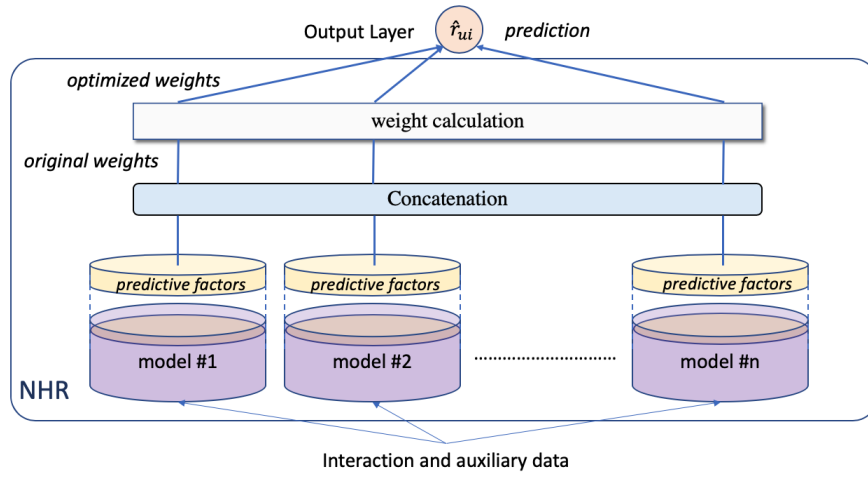 Output Layer
r̂ui
prediction
optimized weights
weight calculation
original weights
Concatenation
predictive factors
predictive factors
predictive factors
model #1
model #2
..............................
model #n
NHR
Interaction and auxiliary data